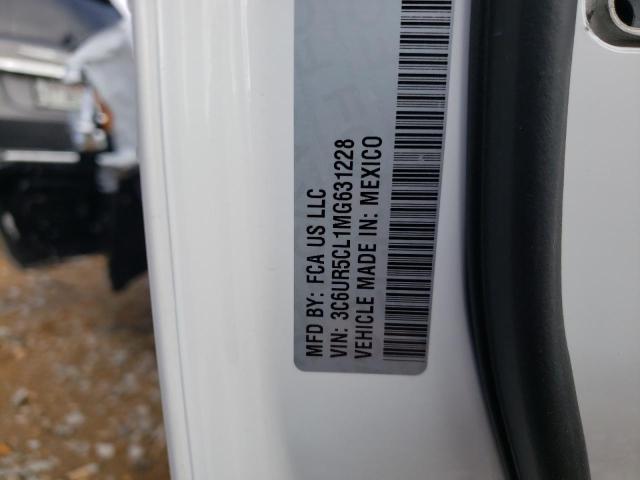 MFD BY: FCA US LLC
VIN: 3C6UR5CL1MG631228
VEHICLE MADE IN: MEXICO